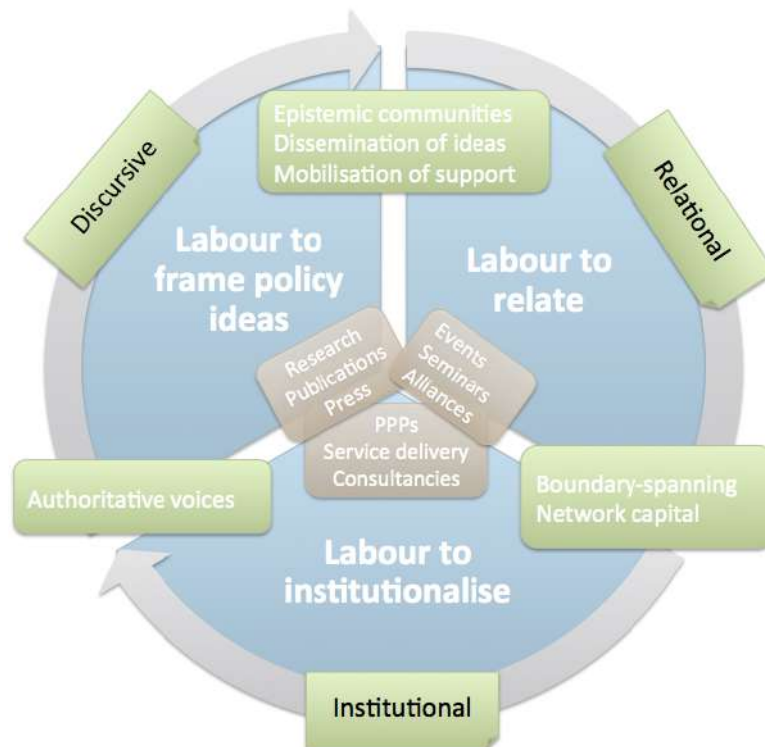 Epistemic communities
Dissemination of ideas
Mobilisation of support
Discursive
Relational
Labour to
frame policy
ideas
Labour to
relate
Research
Publications
Press
Events
Seminars
Alliances
PPPs
Service delivery
Consultancies
Authoritative voices
Boundary-spanning
Network capital
Labour to
institutionalise
Institutional